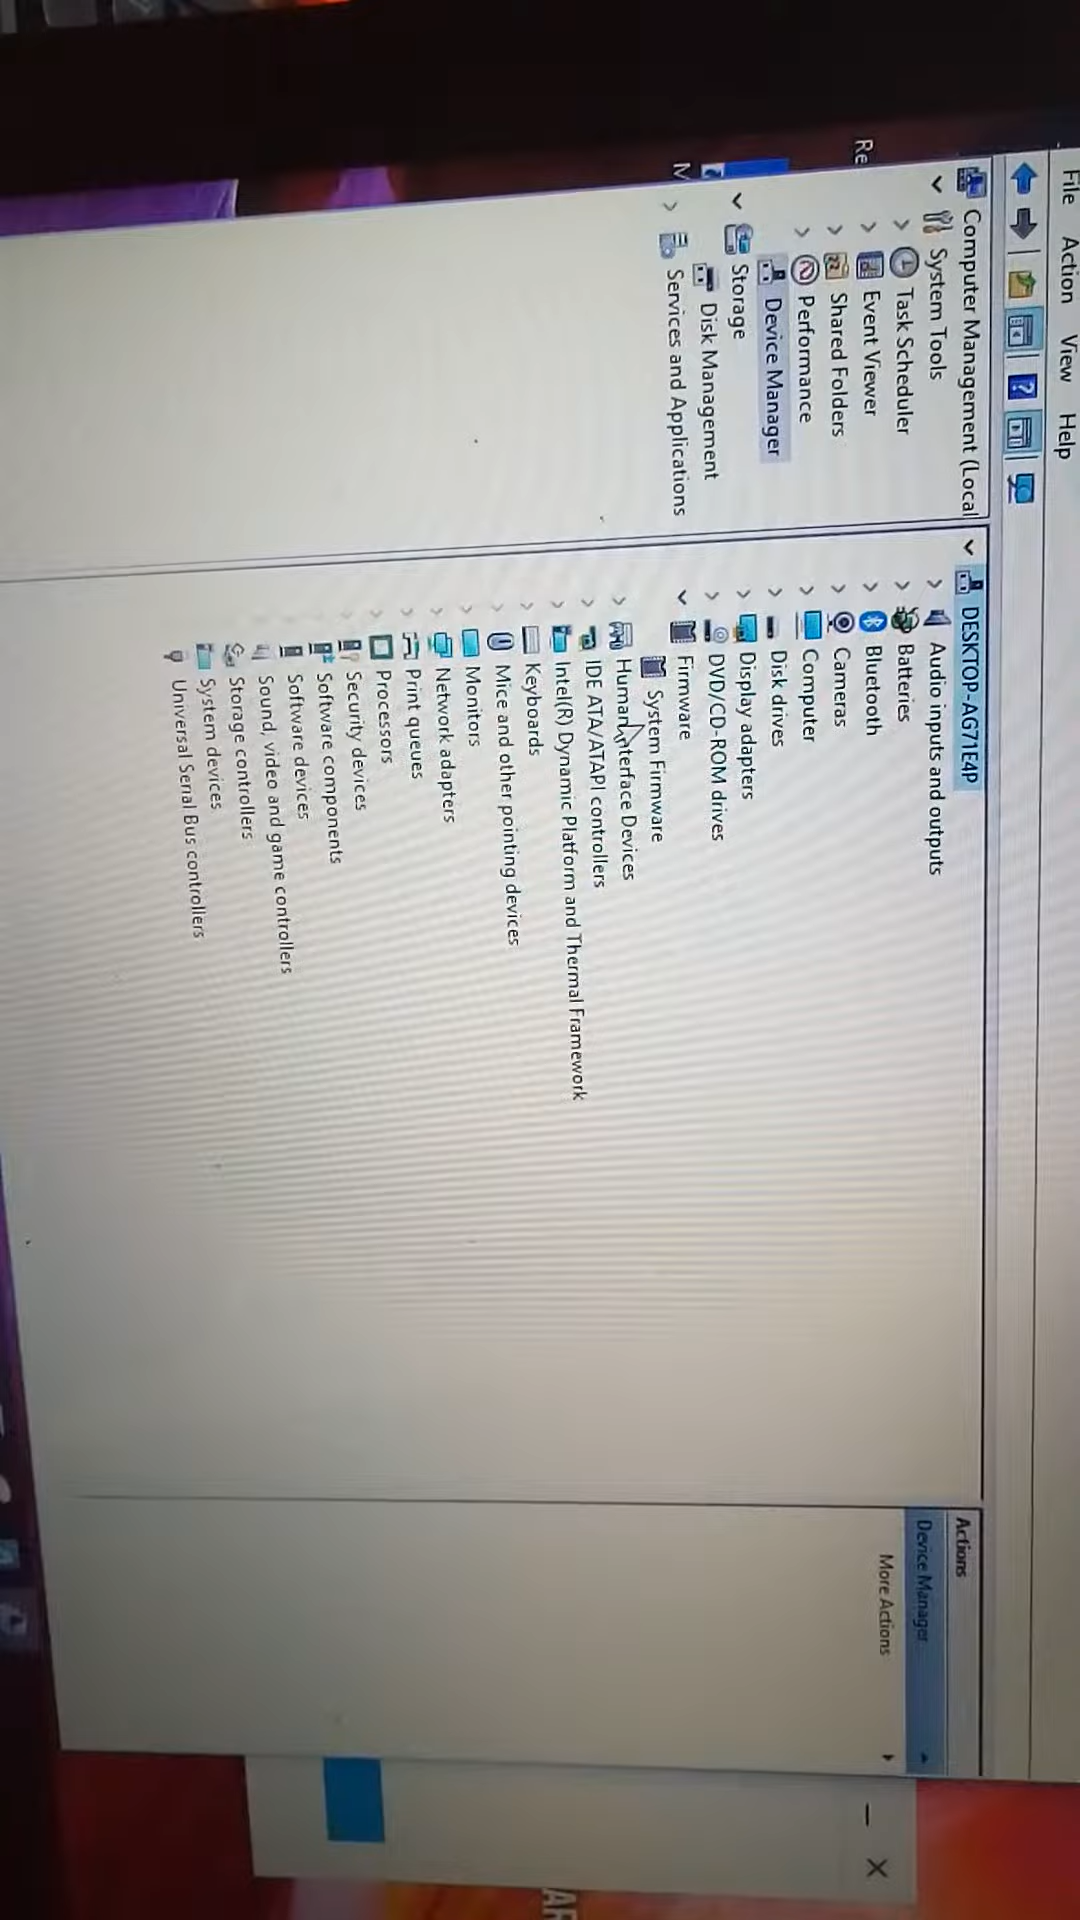 File Action View Help
Computer Management (Local
System Tools
Task Scheduler
Event Viewer
Shared Folders
Performance
Device Manager
Storage
Disk Management
Services and Applications
DESKTOP-AG71E4P
Audio inputs and outputs
Batteries
Bluetooth
Cameras
Computer
Disk drives
Display adapters
DVD/CD-ROM drives
Firmware
System Firmware
Human Interface Devices
IDE ATA/ATAPI controllers
Intel(R) Dynamic Platform and Thermal Framework
Keyboards
Mice and other pointing devices
Monitors
Network adapters
Print queues
Processors
Security devices
Software components
Software devices
Sound, video and game controllers
Storage controllers
System devices
Universal Serial Bus controllers
Actions
Device Manager
More Actions
Re
M